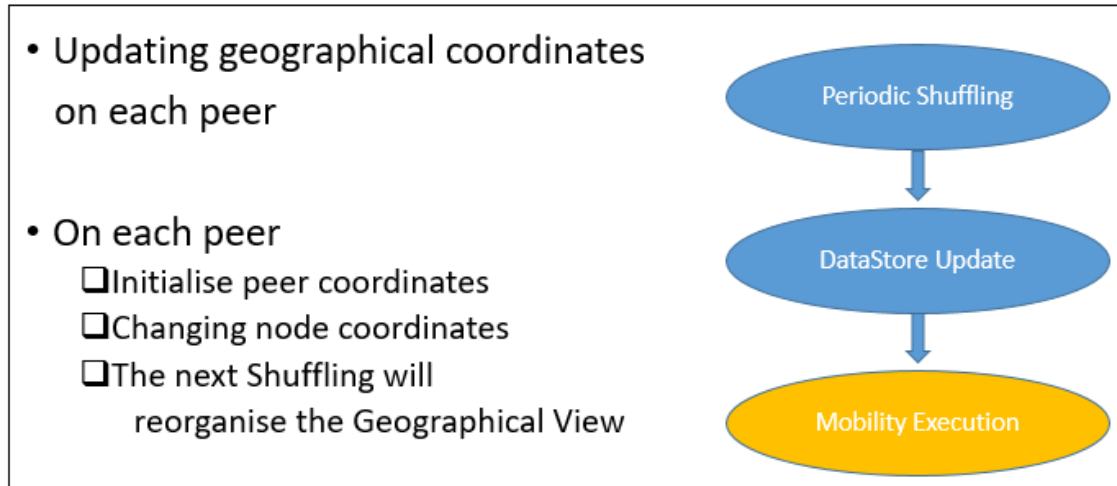 • Updating geographical coordinates
on each peer
• On each peer
❑Initialise peer coordinates
❑Changing node coordinates
❑The next Shuffling will
reorganise the Geographical View
Periodic Shuffling
DataStore Update
Mobility Execution